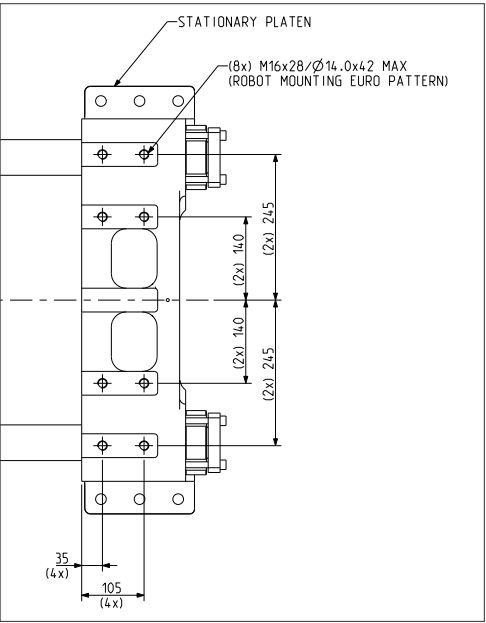 STATIONARY PLATEN
(8x) M16x28/Ø14.0x42 MAX
(ROBOT MOUNTING EURO PATTERN)
(2x) 245
(2x) 140
(2x) 140
(2x) 245
35
(4x)
105
(4x)